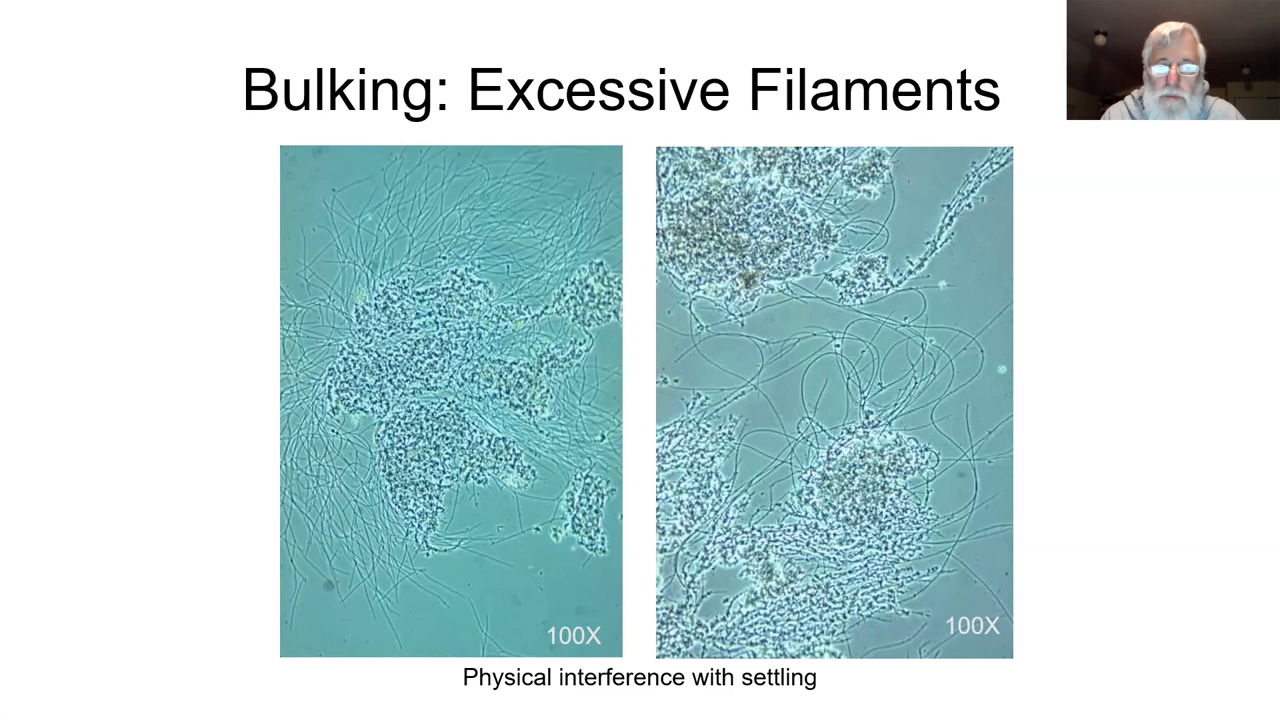 Bulking: Excessive Filaments
100X
100X
Physical interference with settling